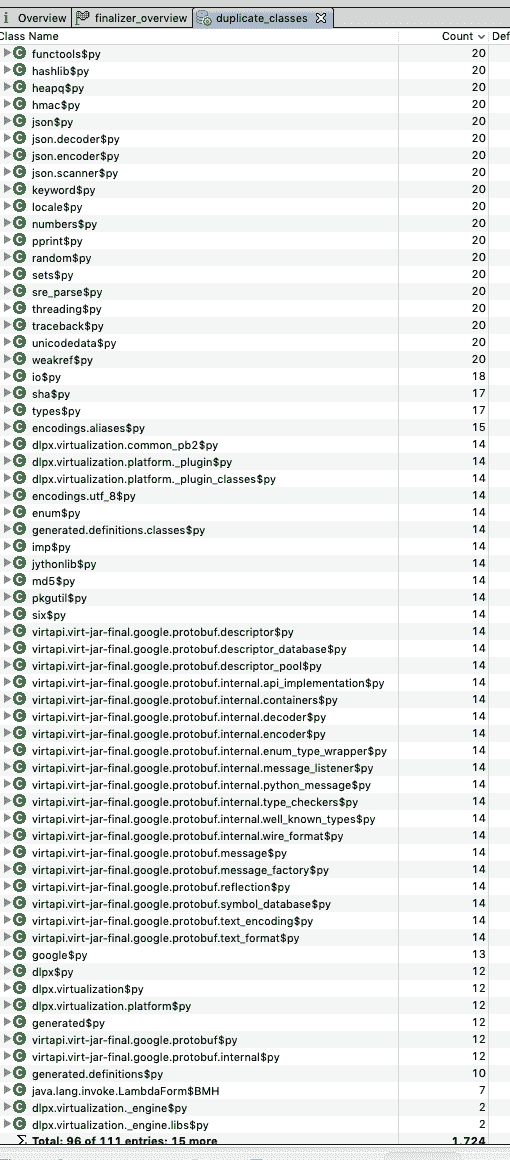 Overview finalizer_overview duplicate_classes
Class Name Count Def
functools$py 20
hashlib$py 20
heapq$py 20
hmac$py 20
json$py 20
json.decoder$py 20
json.encoder$py 20
json.scanner$py 20
keyword$py 20
locale$py 20
numbers$py 20
pprint$py 20
random$py 20
sets$py 20
sre_parse$py 20
threading$py 20
traceback$py 20
unicodedata$py 20
weakref$py 20
io$py 18
sha$py 17
types$py 17
encodings.aliases$py 15
dlpx.virtualization.common_pb2$py 14
dlpx.virtualization.platform._plugin$py 14
dlpx.virtualization.platform._plugin_classes$py 14
encodings.utf_8$py 14
enum$py 14
generated.definitions.classes$py 14
imp$py 14
jythonlib$py 14
md5$py 14
pkgutil$py 14
six$py 14
virtapi.virt-jar-final.google.protobuf.descriptor$py 14
virtapi.virt-jar-final.google.protobuf.descriptor_database$py 14
virtapi.virt-jar-final.google.protobuf.descriptor_pool$py 14
virtapi.virt-jar-final.google.protobuf.internal.api_implementation$py 14
virtapi.virt-jar-final.google.protobuf.internal.containers$py 14
virtapi.virt-jar-final.google.protobuf.internal.decoder$py 14
virtapi.virt-jar-final.google.protobuf.internal.encoder$py 14
virtapi.virt-jar-final.google.protobuf.internal.enum_type_wrapper$py 14
virtapi.virt-jar-final.google.protobuf.internal.message_listener$py 14
virtapi.virt-jar-final.google.protobuf.internal.python_message$py 14
virtapi.virt-jar-final.google.protobuf.internal.type_checkers$py 14
virtapi.virt-jar-final.google.protobuf.internal.well_known_types$py 14
virtapi.virt-jar-final.google.protobuf.internal.wire_format$py 14
virtapi.virt-jar-final.google.protobuf.message$py 14
virtapi.virt-jar-final.google.protobuf.message_factory$py 14
virtapi.virt-jar-final.google.protobuf.reflection$py 14
virtapi.virt-jar-final.google.protobuf.symbol_database$py 14
virtapi.virt-jar-final.google.protobuf.text_encoding$py 14
virtapi.virt-jar-final.google.protobuf.text_format$py 14
google$py 13
dlpx$py 12
dlpx.virtualization$py 12
dlpx.virtualization.platform$py 12
generated$py 12
virtapi.virt-jar-final.google.protobuf$py 12
virtapi.virt-jar-final.google.protobuf.internal$py 12
generated.definitions$py 10
java.lang.invoke.LambdaForm$BMH 7
dlpx.virtualization._engine$py 2
dlpx.virtualization._engine.libs$py 2
Σ Total: 96 of 111 entries; 15 more 1,724